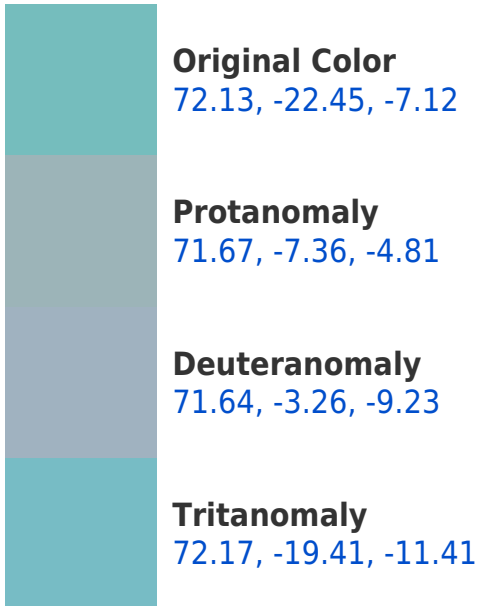 Original Color
72.13, -22.45, -7.12
Protanomaly
71.67, -7.36, -4.81
Deuteranomaly
71.64, -3.26, -9.23
Tritanomaly
72.17, -19.41, -11.41